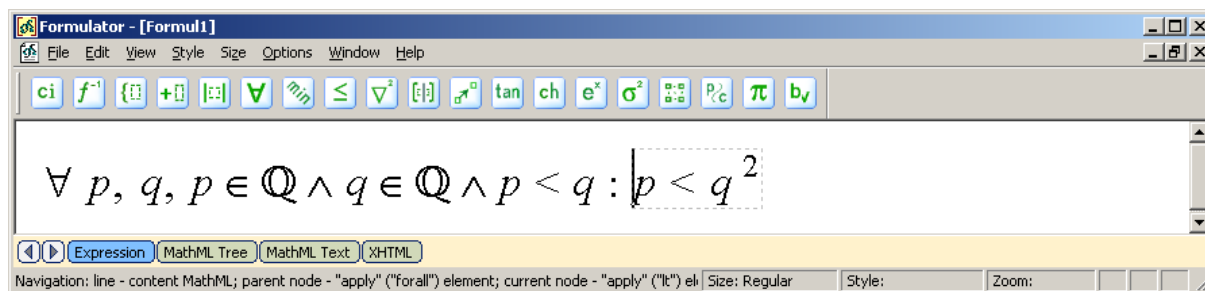 Formulator - [Formul1]
File Edit View Style Size Options Window Help
ci f⁻¹ {▯ +▯ |▯| ∀ ≤ ∇² [▯|▯] tan ch eˣ σ² P/C π b√
∀ p, q, p ∈ ℚ ∧ q ∈ ℚ ∧ p < q : p < q²
Expression MathML Tree MathML Text XHTML
Navigation: line - content MathML; parent node - "apply" ("forall") element; current node - "apply" ("lt") el Size: Regular Style: Zoom: